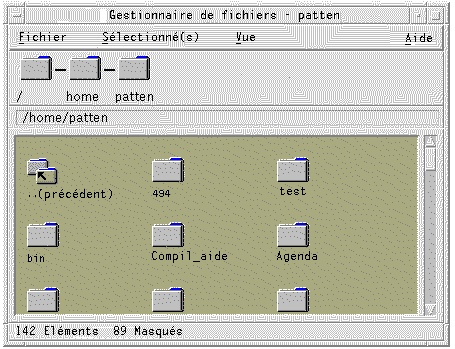 Gestionnaire de fichiers - patten
Fichier Sélectionné(s) Vue Aide
/ home patten
/home/patten
..(précédent) 494 test
bin Compil_aide Agenda
142 Eléments 89 Masqués